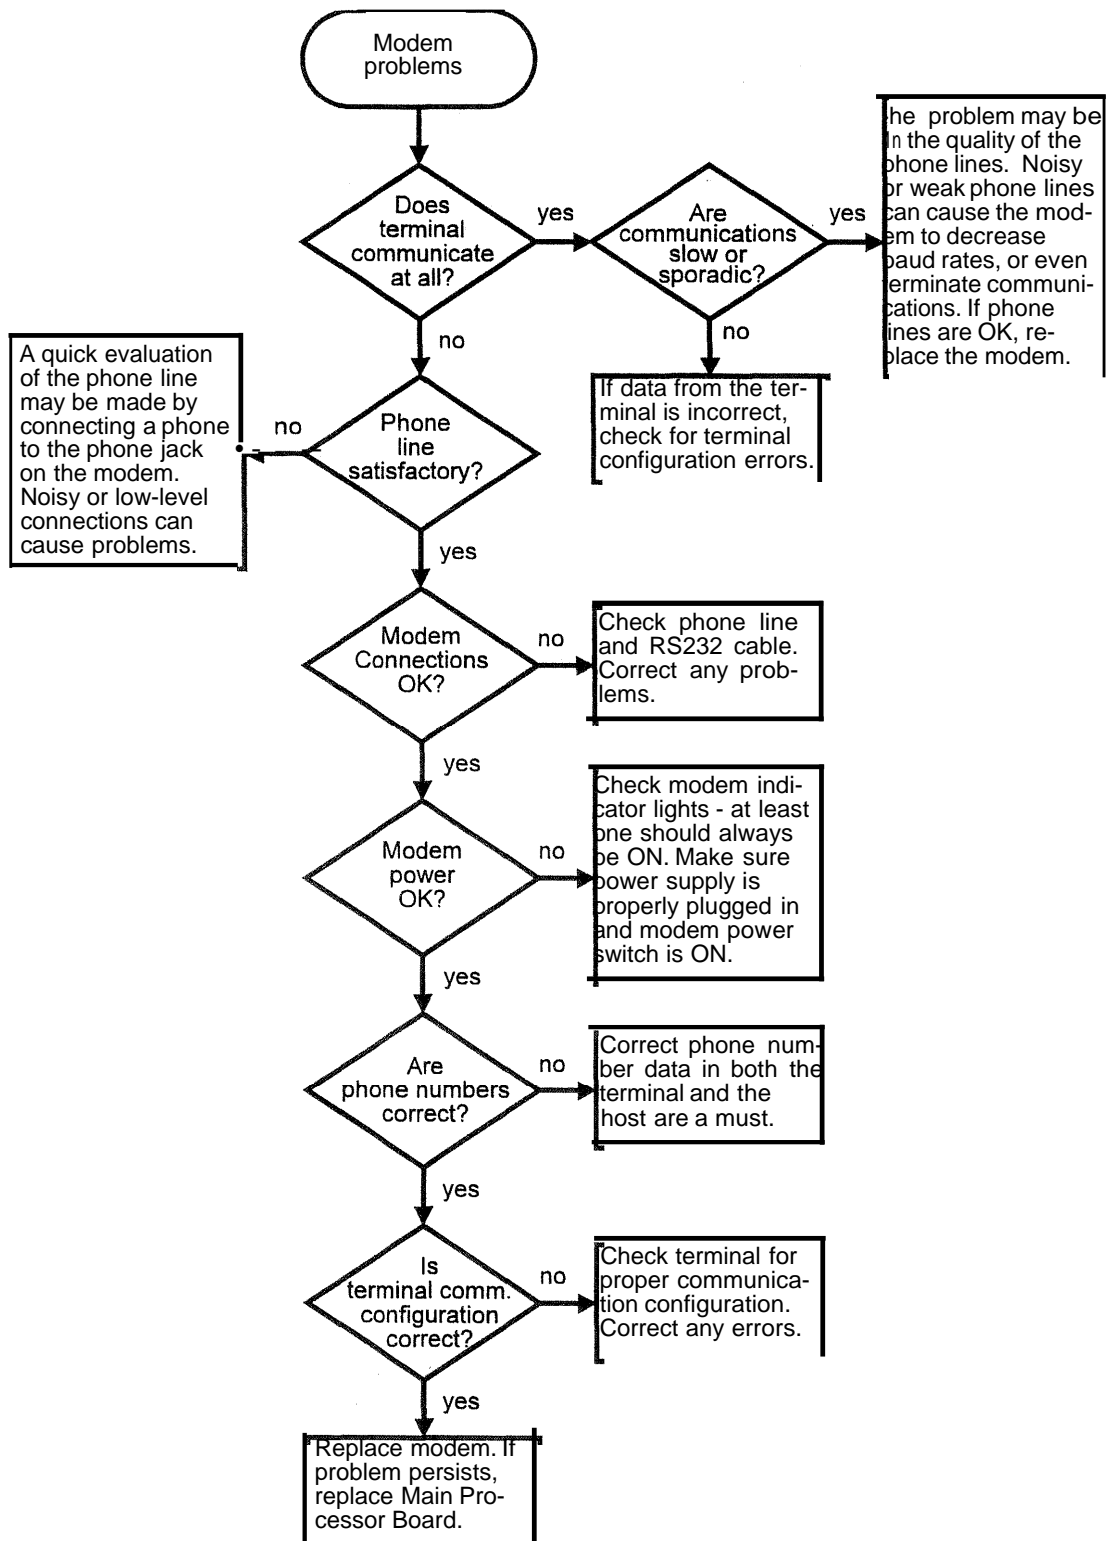 Modem
problems
Does
terminal
communicate
at all?
yes
Are
communications
slow or
sporadic?
yes
he problem may be
in the quality of the
phone lines. Noisy
or weak phone lines
can cause the mod-
em to decrease
baud rates, or even
terminate communi-
cations. If phone
lines are OK, re-
place the modem.
no
no
If data from the ter-
minal is incorrect,
check for terminal
configuration errors.
A quick evaluation
of the phone line
may be made by
connecting a phone
to the phone jack
on the modem.
Noisy or low-level
connections can
cause problems.
no
Phone
line
satisfactory?
yes
Modem
Connections
OK?
no
Check phone line
and RS232 cable.
Correct any prob-
lems.
yes
Modem
power
OK?
no
Check modem indi-
cator lights - at least
one should always
be ON. Make sure
power supply is
properly plugged in
and modem power
switch is ON.
yes
Are
phone numbers
correct?
no
Correct phone num-
ber data in both the
terminal and the
host are a must.
yes
Is
terminal comm.
configuration
correct?
no
Check terminal for
proper communica-
tion configuration.
Correct any errors.
yes
Replace modem. If
problem persists,
replace Main Pro-
cessor Board.